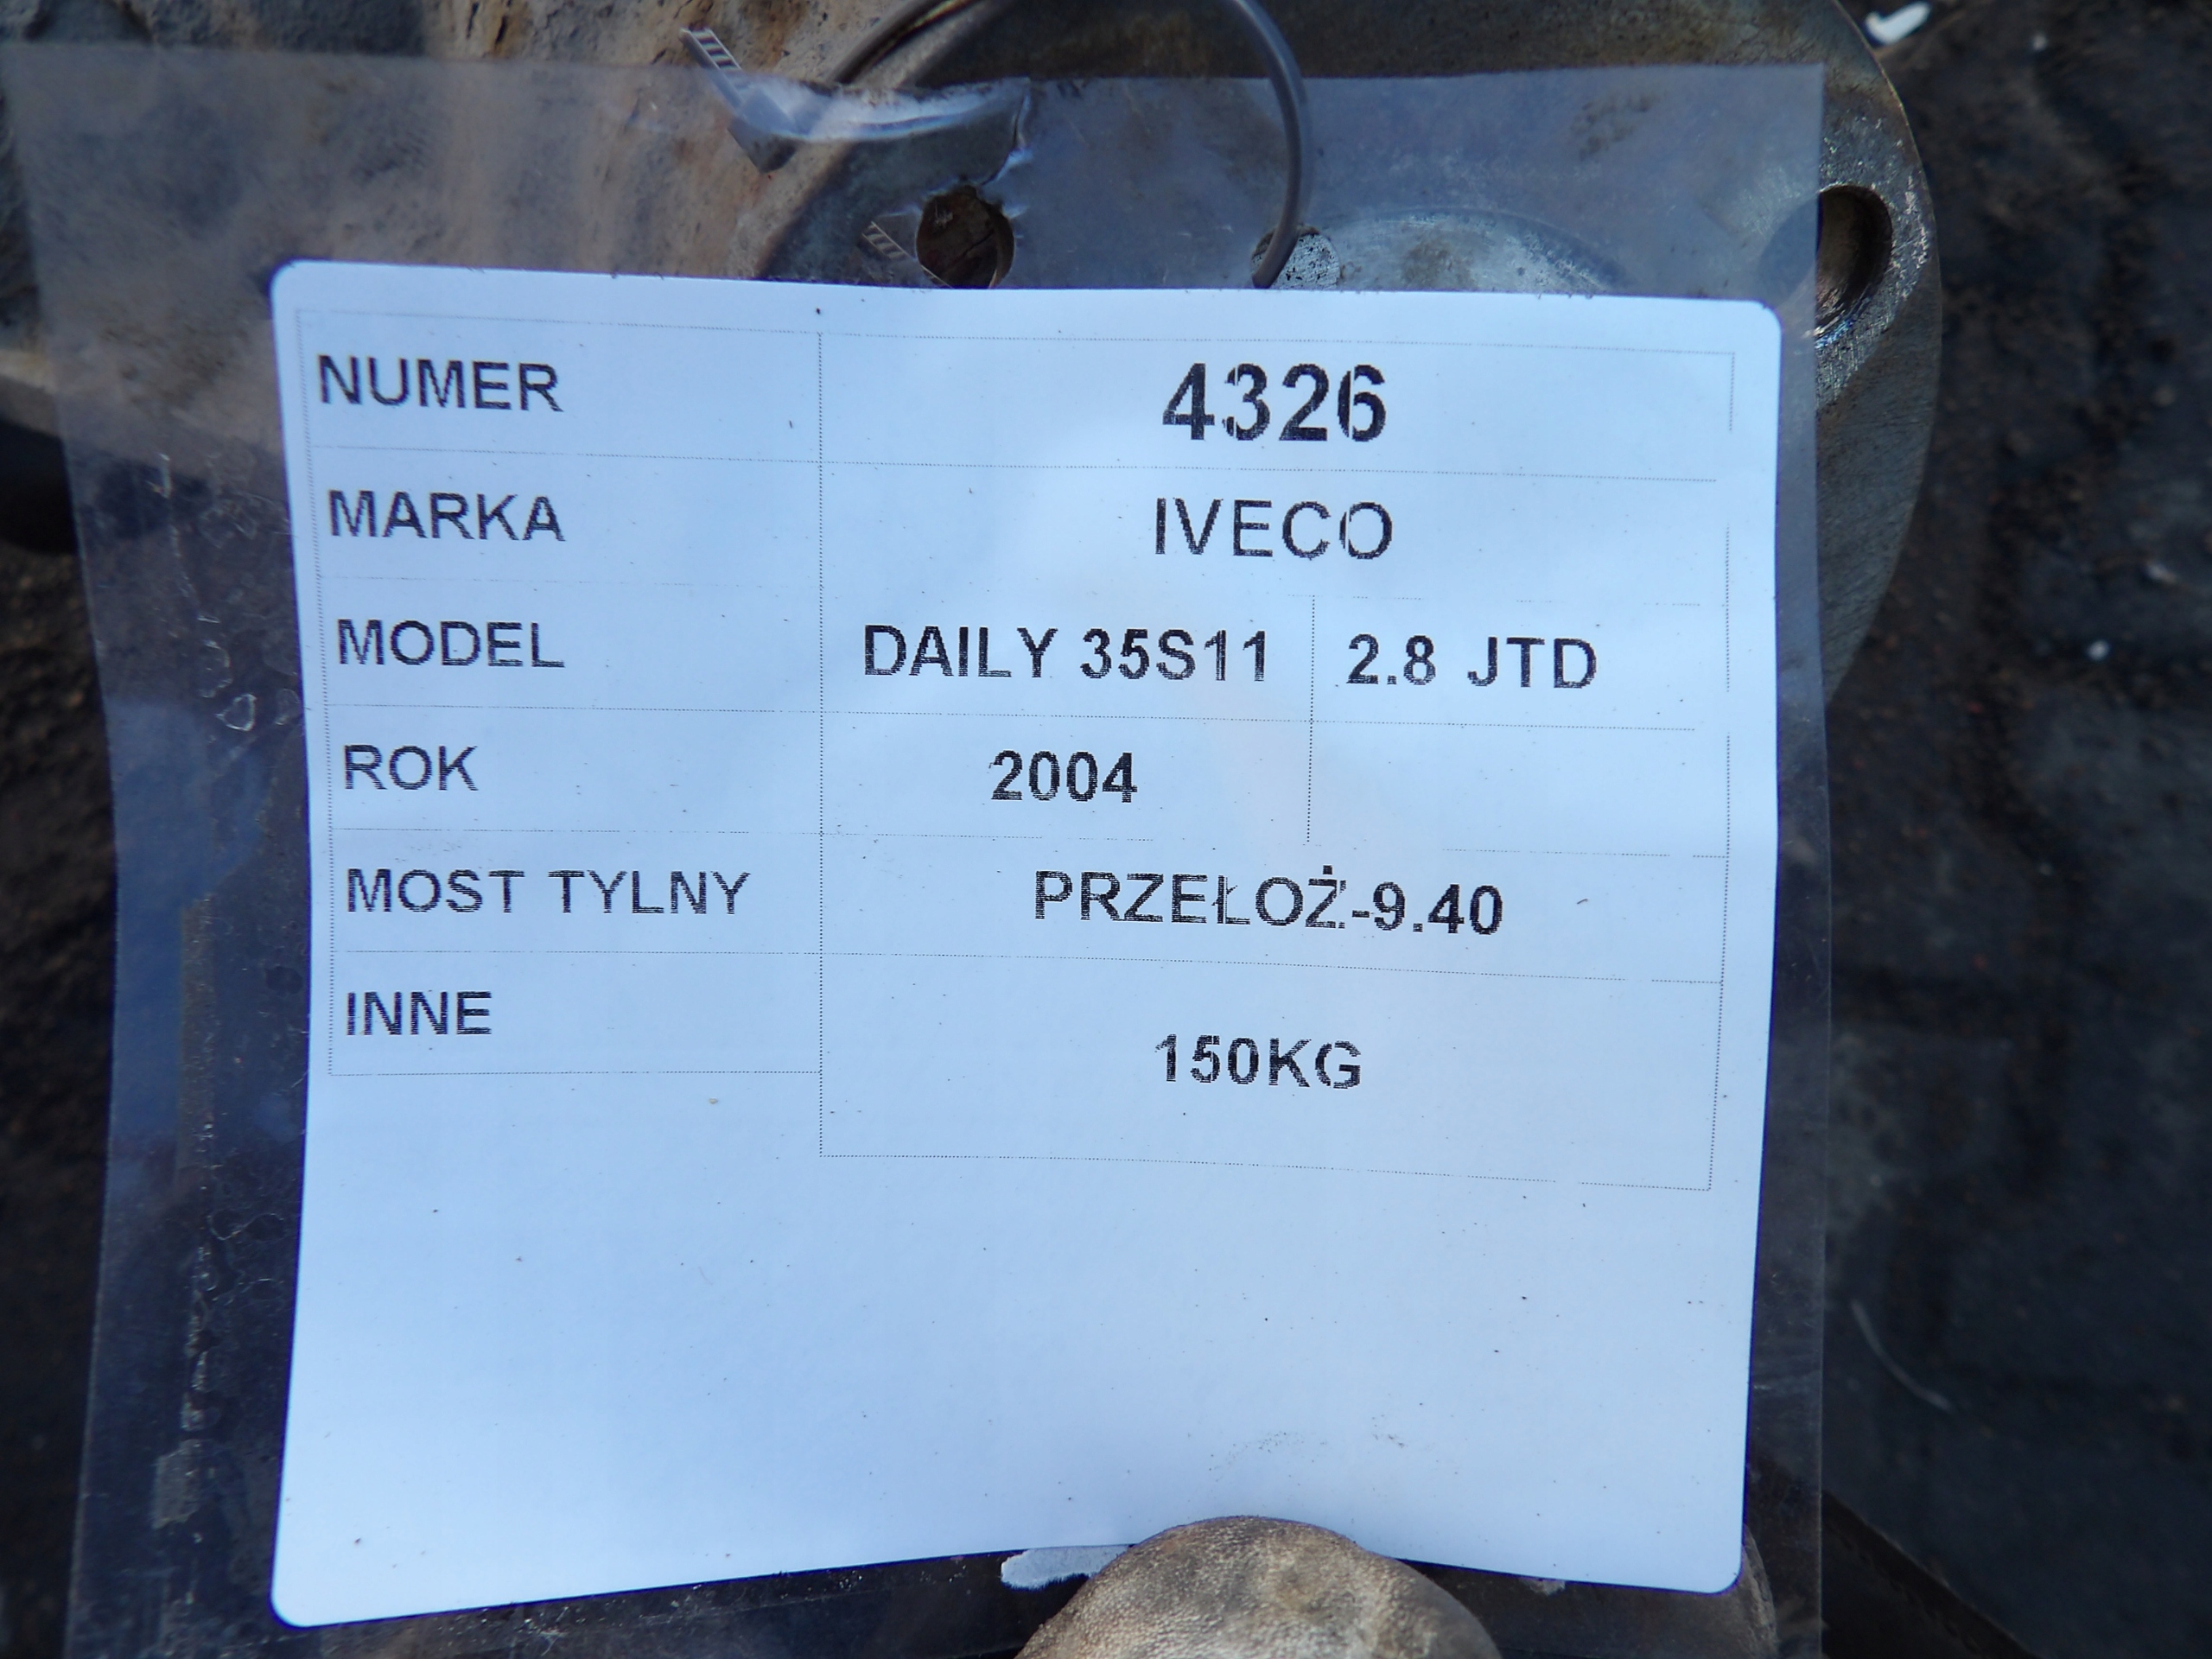 NUMER 4326
MARKA IVECO
MODEL DAILY 35S11 2.8 JTD
ROK 2004
MOST TYLNY PRZEŁOŻ-9.40
INNE
150KG